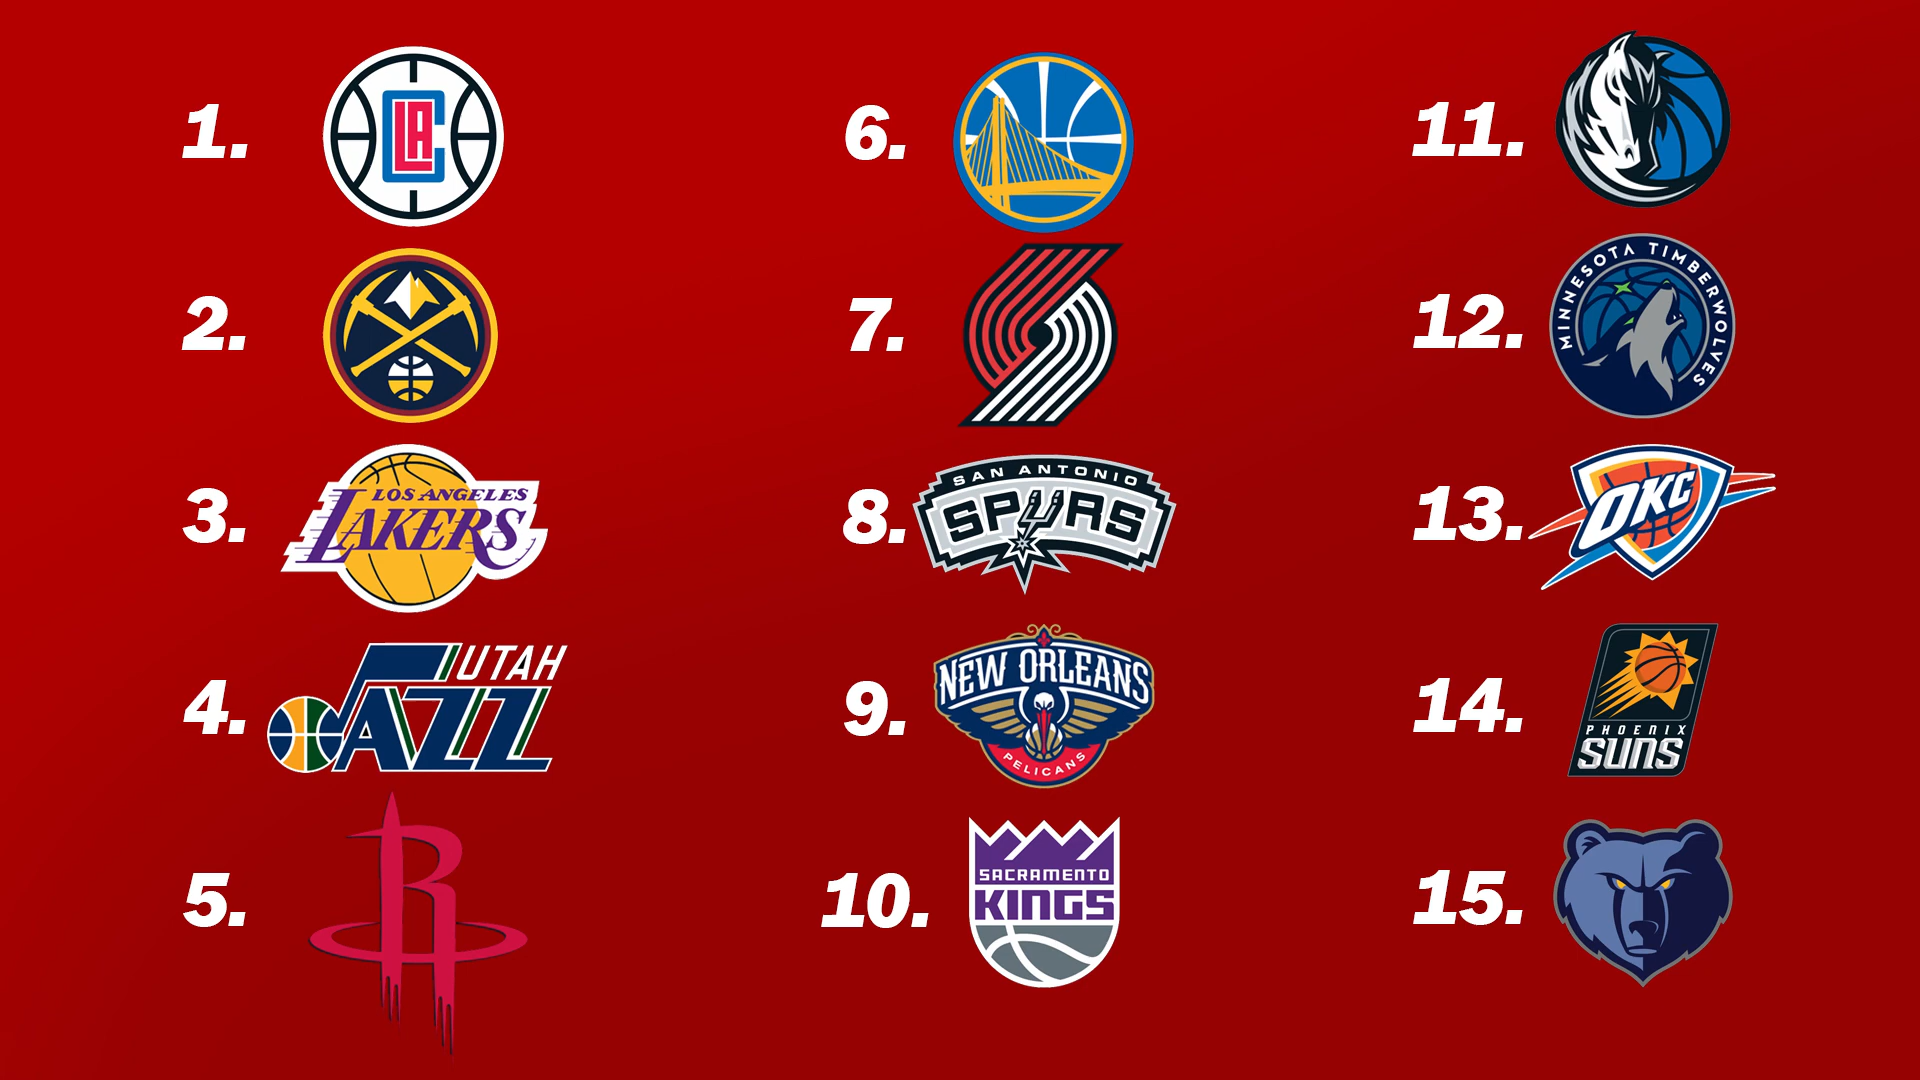 1.
LA C
2.
3.
LOS ANGELES
LAKERS
4.
UTAH
JAZZ
5.
R
6.
7.
8.
SAN ANTONIO
SPURS
9.
NEW ORLEANS
PELICANS
10.
SACRAMENTO
KINGS
11.
12.
MINNESOTA TIMBERWOLVES
13.
OKC
14.
PHOENIX
SUNS
15.